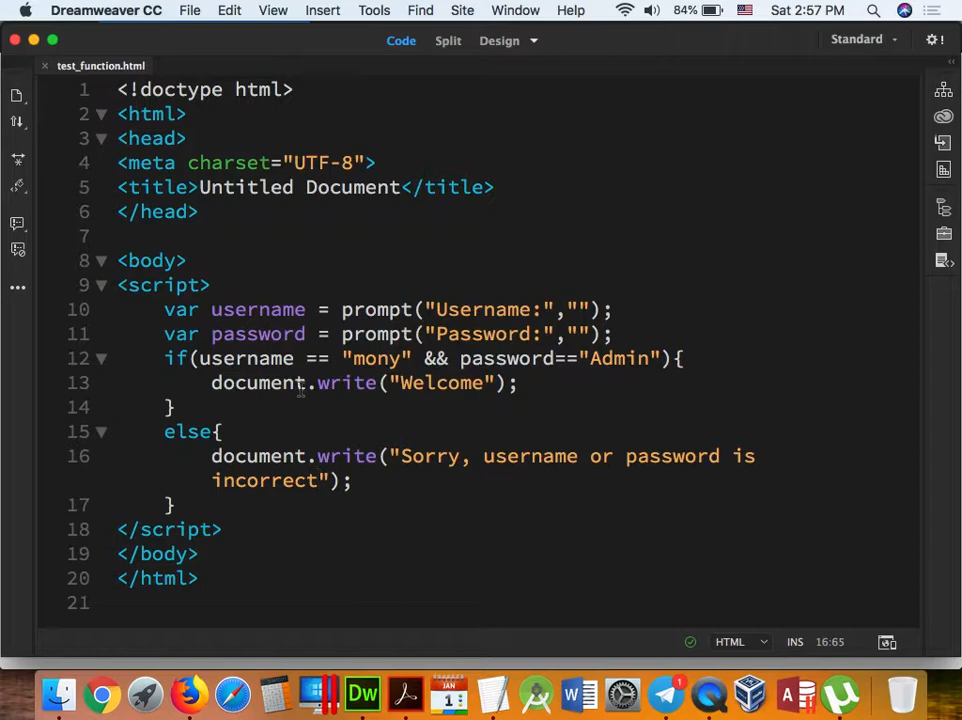 Dreamweaver CC File Edit View Insert Tools Find Site Window Help 84% Sat 2:57 PM
Code Split Design Standard
test_function.html
1 <!doctype html>
2 <html>
3 <head>
4 <meta charset="UTF-8">
5 <title>Untitled Document</title>
6 </head>
7
8 <body>
9 <script>
10 var username = prompt("Username:","");
11 var password = prompt("Password:","");
12 if(username == "mony" && password=="Admin"){
13 document.write("Welcome");
14 }
15 else{
16 document.write("Sorry, username or password is
incorrect");
17 }
18 </script>
19 </body>
20 </html>
21
HTML INS 16:65
Dw JAN 1 W 1 A µ